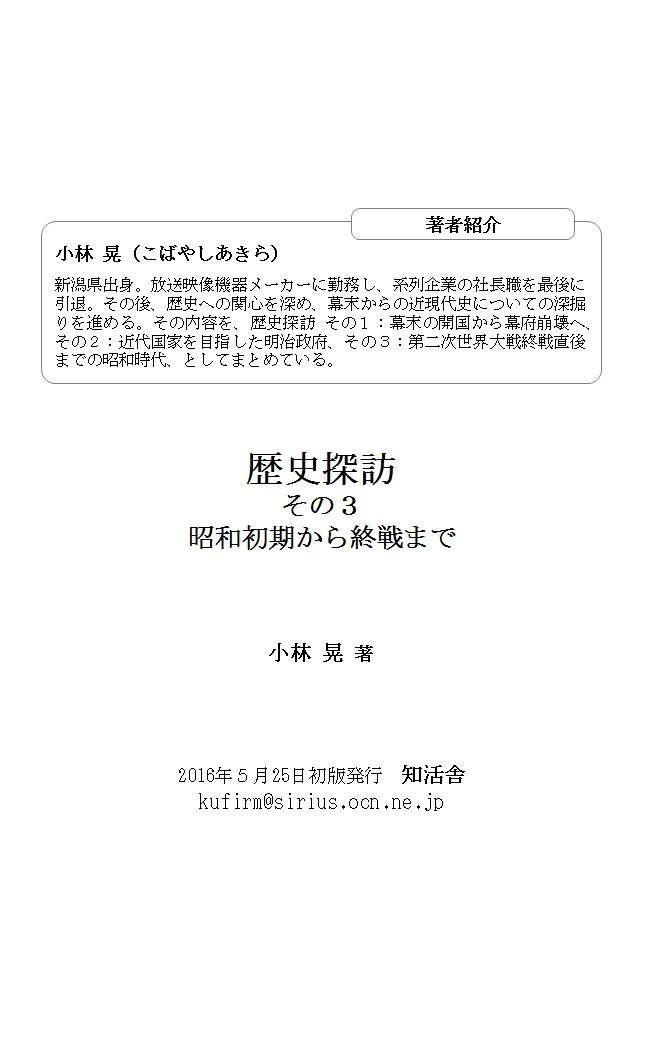 著者紹介
小林 晃（こばやしあきら）
新潟県出身。放送映像機器メーカーに勤務し、系列企業の社長職を最後に
引退。その後、歴史への関心を深め、幕末からの近現代史についての深掘
りを進める。その内容を、歴史探訪 その１：幕末の開国から幕府崩壊へ、
その２：近代国家を目指した明治政府、その３：第二次世界大戦終戦直後
までの昭和時代、としてまとめている。
歴史探訪
その３
昭和初期から終戦まで
小林 晃 著
2016年５月25日初版発行　知活舎
kufirm@sirius.ocn.ne.jp